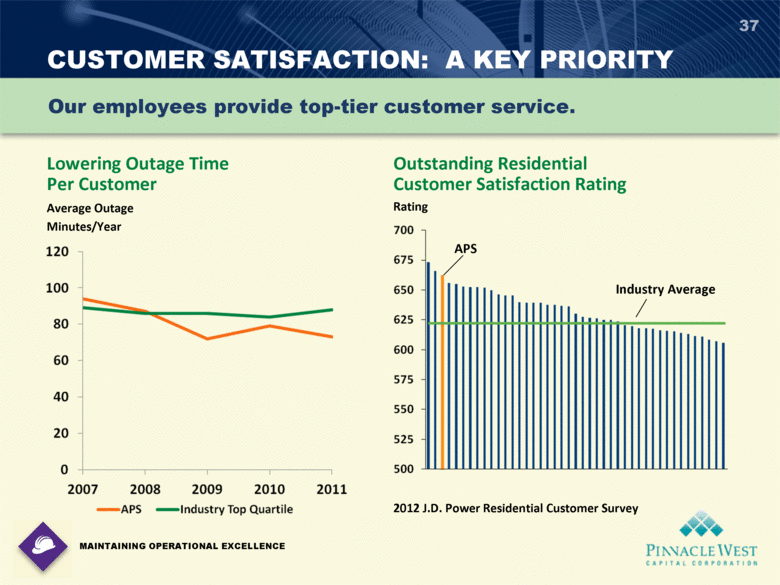 37
CUSTOMER SATISFACTION: A KEY PRIORITY
Our employees provide top-tier customer service.
Lowering Outage Time
Per Customer
Average Outage
Minutes/Year
120
100
80
60
40
20
0
2007 2008 2009 2010 2011
APS Industry Top Quartile
Outstanding Residential
Customer Satisfaction Rating
Rating
700
675
650
625
600
575
550
525
500
APS
Industry Average
2012 J.D. Power Residential Customer Survey
MAINTAINING OPERATIONAL EXCELLENCE
PINNACLE WEST
CAPITAL CORPORATION